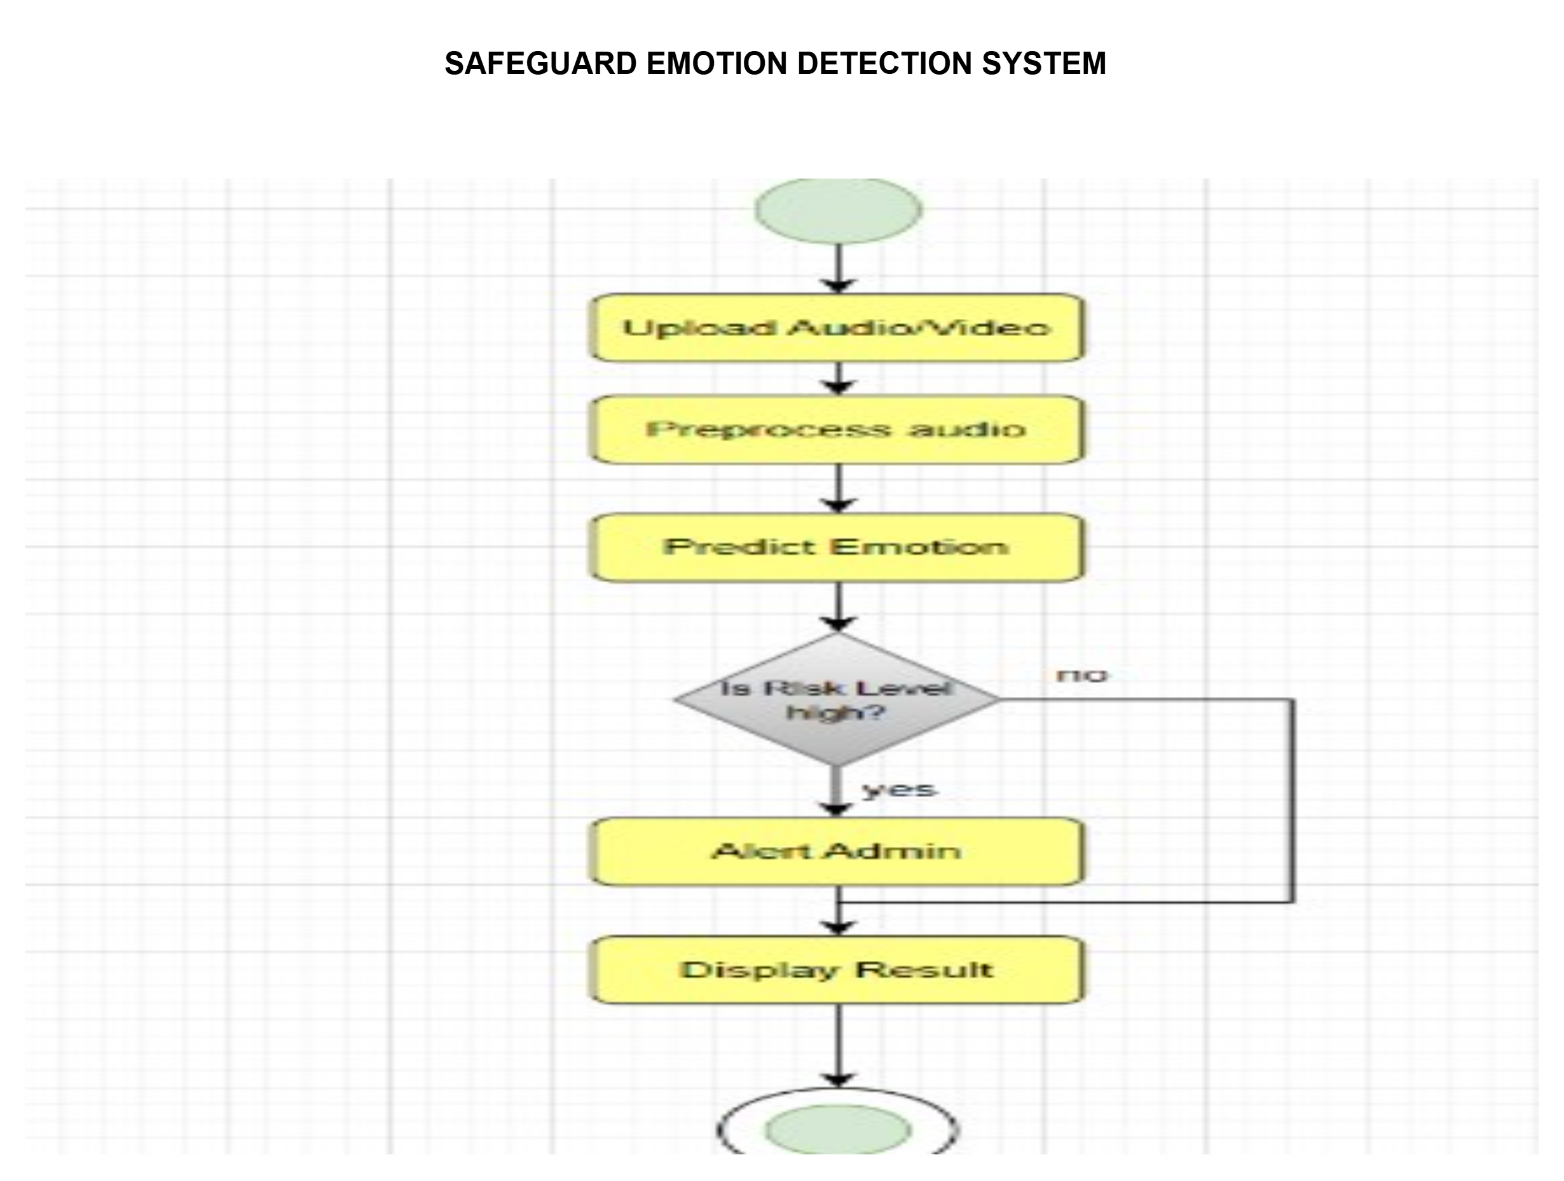 SAFEGUARD EMOTION DETECTION SYSTEM
Upload Audio/Video
Preprocess audio
Predict Emotion
Is Risk Level
high?
no
yes
Alert Admin
Display Result